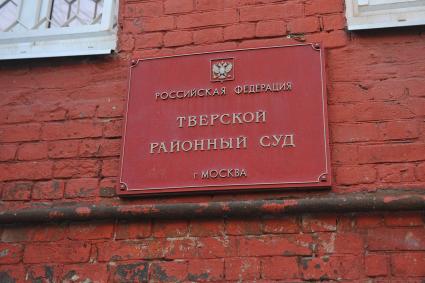 РОССИЙСКАЯ ФЕДЕРАЦИЯ
ТВЕРСКОЙ
РАЙОННЫЙ СУД
г. МОСКВА